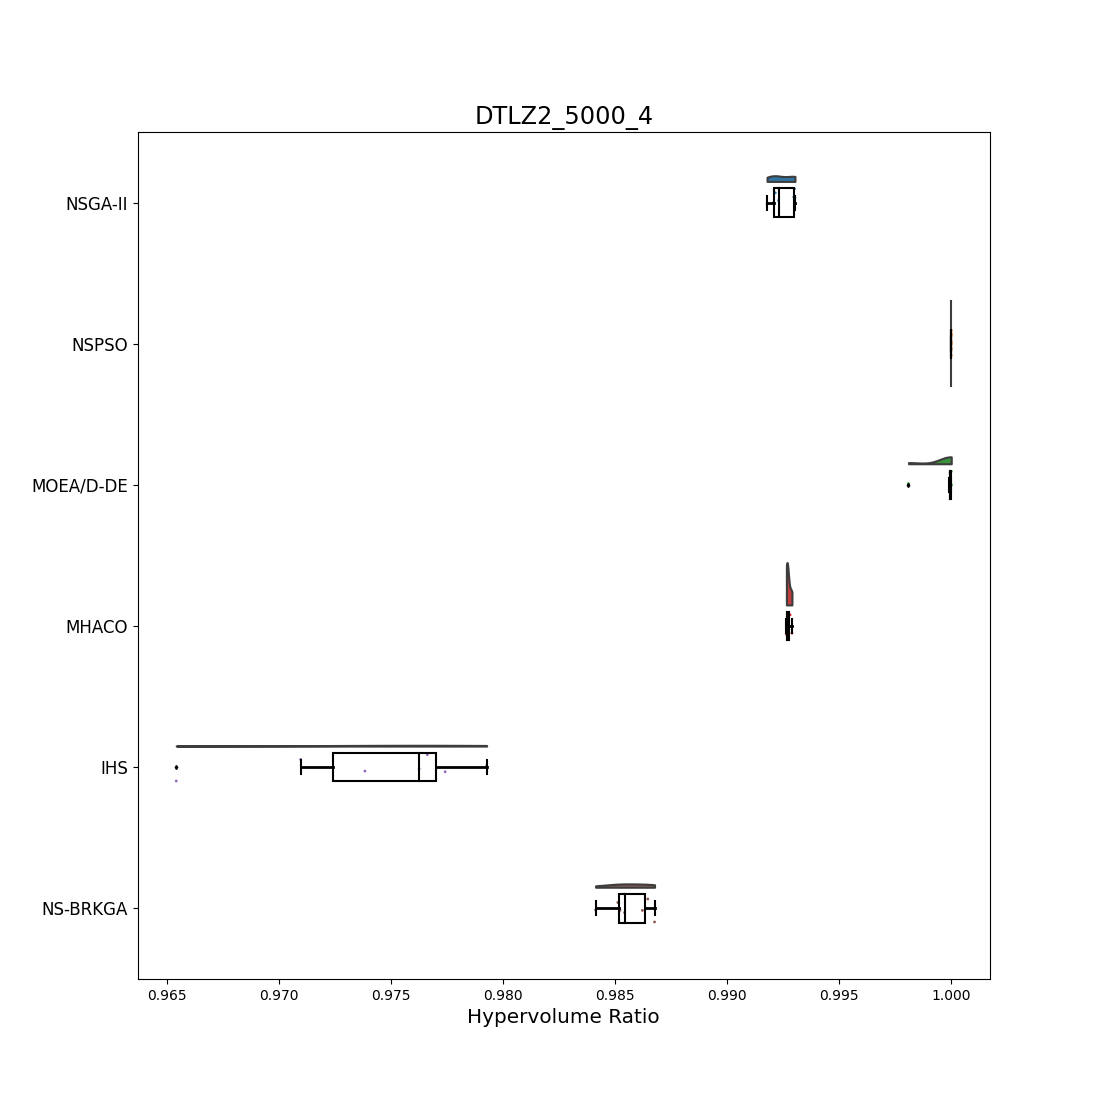 DTLZ2_5000_4
NSGA-II
NSPSO
MOEA/D-DE
MHACO
IHS
NS-BRKGA
0.965 0.970 0.975 0.980 0.985 0.990 0.995 1.000
Hypervolume Ratio